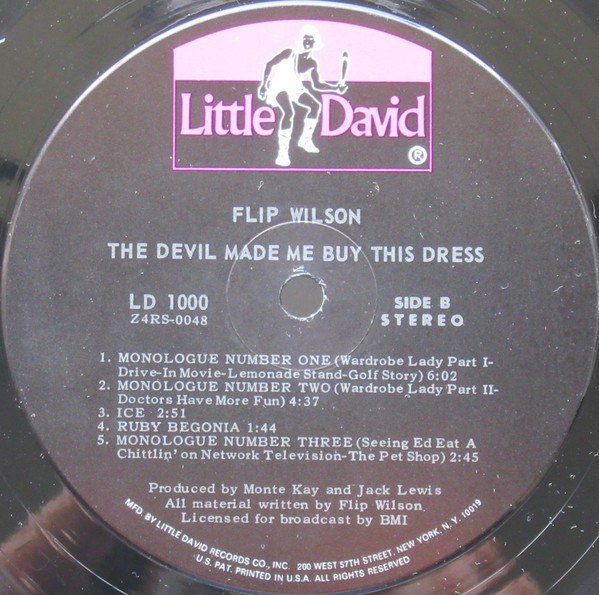 Little David
®
FLIP WILSON
THE DEVIL MADE ME BUY THIS DRESS
LD 1000
Z4RS-0048
SIDE B
STEREO
1. MONOLOGUE NUMBER ONE (Wardrobe Lady Part I-
Drive-In Movie-Lemonade Stand-Golf Story) 6:02
2. MONOLOGUE NUMBER TWO (Wardrobe Lady Part II-
Doctors Have More Fun) 4:37
3. ICE 2:51
4. RUBY BEGONIA 1:44
5. MONOLOGUE NUMBER THREE (Seeing Ed Eat A
Chittlin' on Network Television-The Pet Shop) 2:45
Produced by Monte Kay and Jack Lewis
All material written by Flip Wilson
Licensed for broadcast by BMI
MFD. BY LITTLE DAVID RECORDS CO., INC. 200 WEST 57TH STREET. NEW YORK, N.Y. 10019
U.S. PAT. PRINTED IN U.S.A. ALL RIGHTS RESERVED